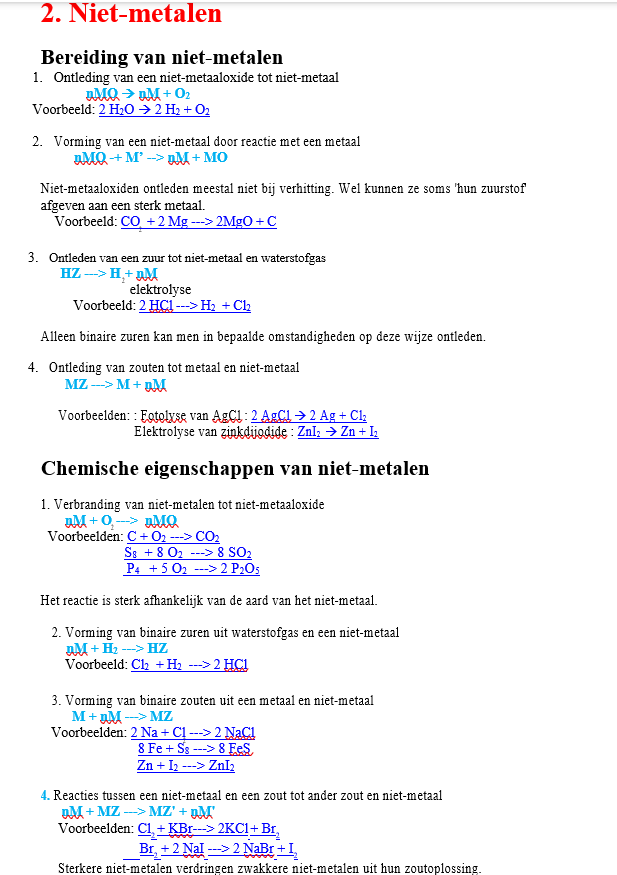 2. Niet-metalen
Bereiding van niet-metalen
1. Ontleding van een niet-metaaloxide tot niet-metaal
nMO → nM + O₂
Voorbeeld: 2 H₂O → 2 H₂ + O₂
2. Vorming van een niet-metaal door reactie met een metaal
nMO -+ M' --> nM + MO
Niet-metaaloxiden ontleden meestal niet bij verhitting. Wel kunnen ze soms 'hun zuurstof'
afgeven aan een sterk metaal.
Voorbeeld: CO₂ + 2 Mg ---> 2MgO + C
3. Ontleden van een zuur tot niet-metaal en waterstofgas
HZ ---> H₂+ nM
elektrolyse
Voorbeeld: 2 HCl ---> H₂ + Cl₂
Alleen binaire zuren kan men in bepaalde omstandigheden op deze wijze ontleden.
4. Ontleding van zouten tot metaal en niet-metaal
MZ ---> M + nM
Voorbeelden: : Fotolyse van AgCl : 2 AgCl → 2 Ag + Cl₂
Elektrolyse van zinkdijodide : ZnI₂ → Zn + I₂
Chemische eigenschappen van niet-metalen
1. Verbranding van niet-metalen tot niet-metaaloxide
nM + O₂ ---> nMO
Voorbeelden: C + O₂ ---> CO₂
S₈ + 8 O₂ ---> 8 SO₂
P₄ + 5 O₂ ---> 2 P₂O₅
Het reactie is sterk afhankelijk van de aard van het niet-metaal.
2. Vorming van binaire zuren uit waterstofgas en een niet-metaal
nM + H₂ ---> HZ
Voorbeeld: Cl₂ + H₂ ---> 2 HCl
3. Vorming van binaire zouten uit een metaal en niet-metaal
M + nM ---> MZ
Voorbeelden: 2 Na + Cl₂ ---> 2 NaCl
8 Fe + S₈ ---> 8 FeS
Zn + I₂ ---> ZnI₂
4. Reacties tussen een niet-metaal en een zout tot ander zout en niet-metaal
nM + MZ ---> MZ' + nM'
Voorbeelden: Cl₂ + KBr---> 2KCl + Br₂
Br₂ + 2 NaI ---> 2 NaBr + I₂
Sterkere niet-metalen verdringen zwakkere niet-metalen uit hun zoutoplossing.